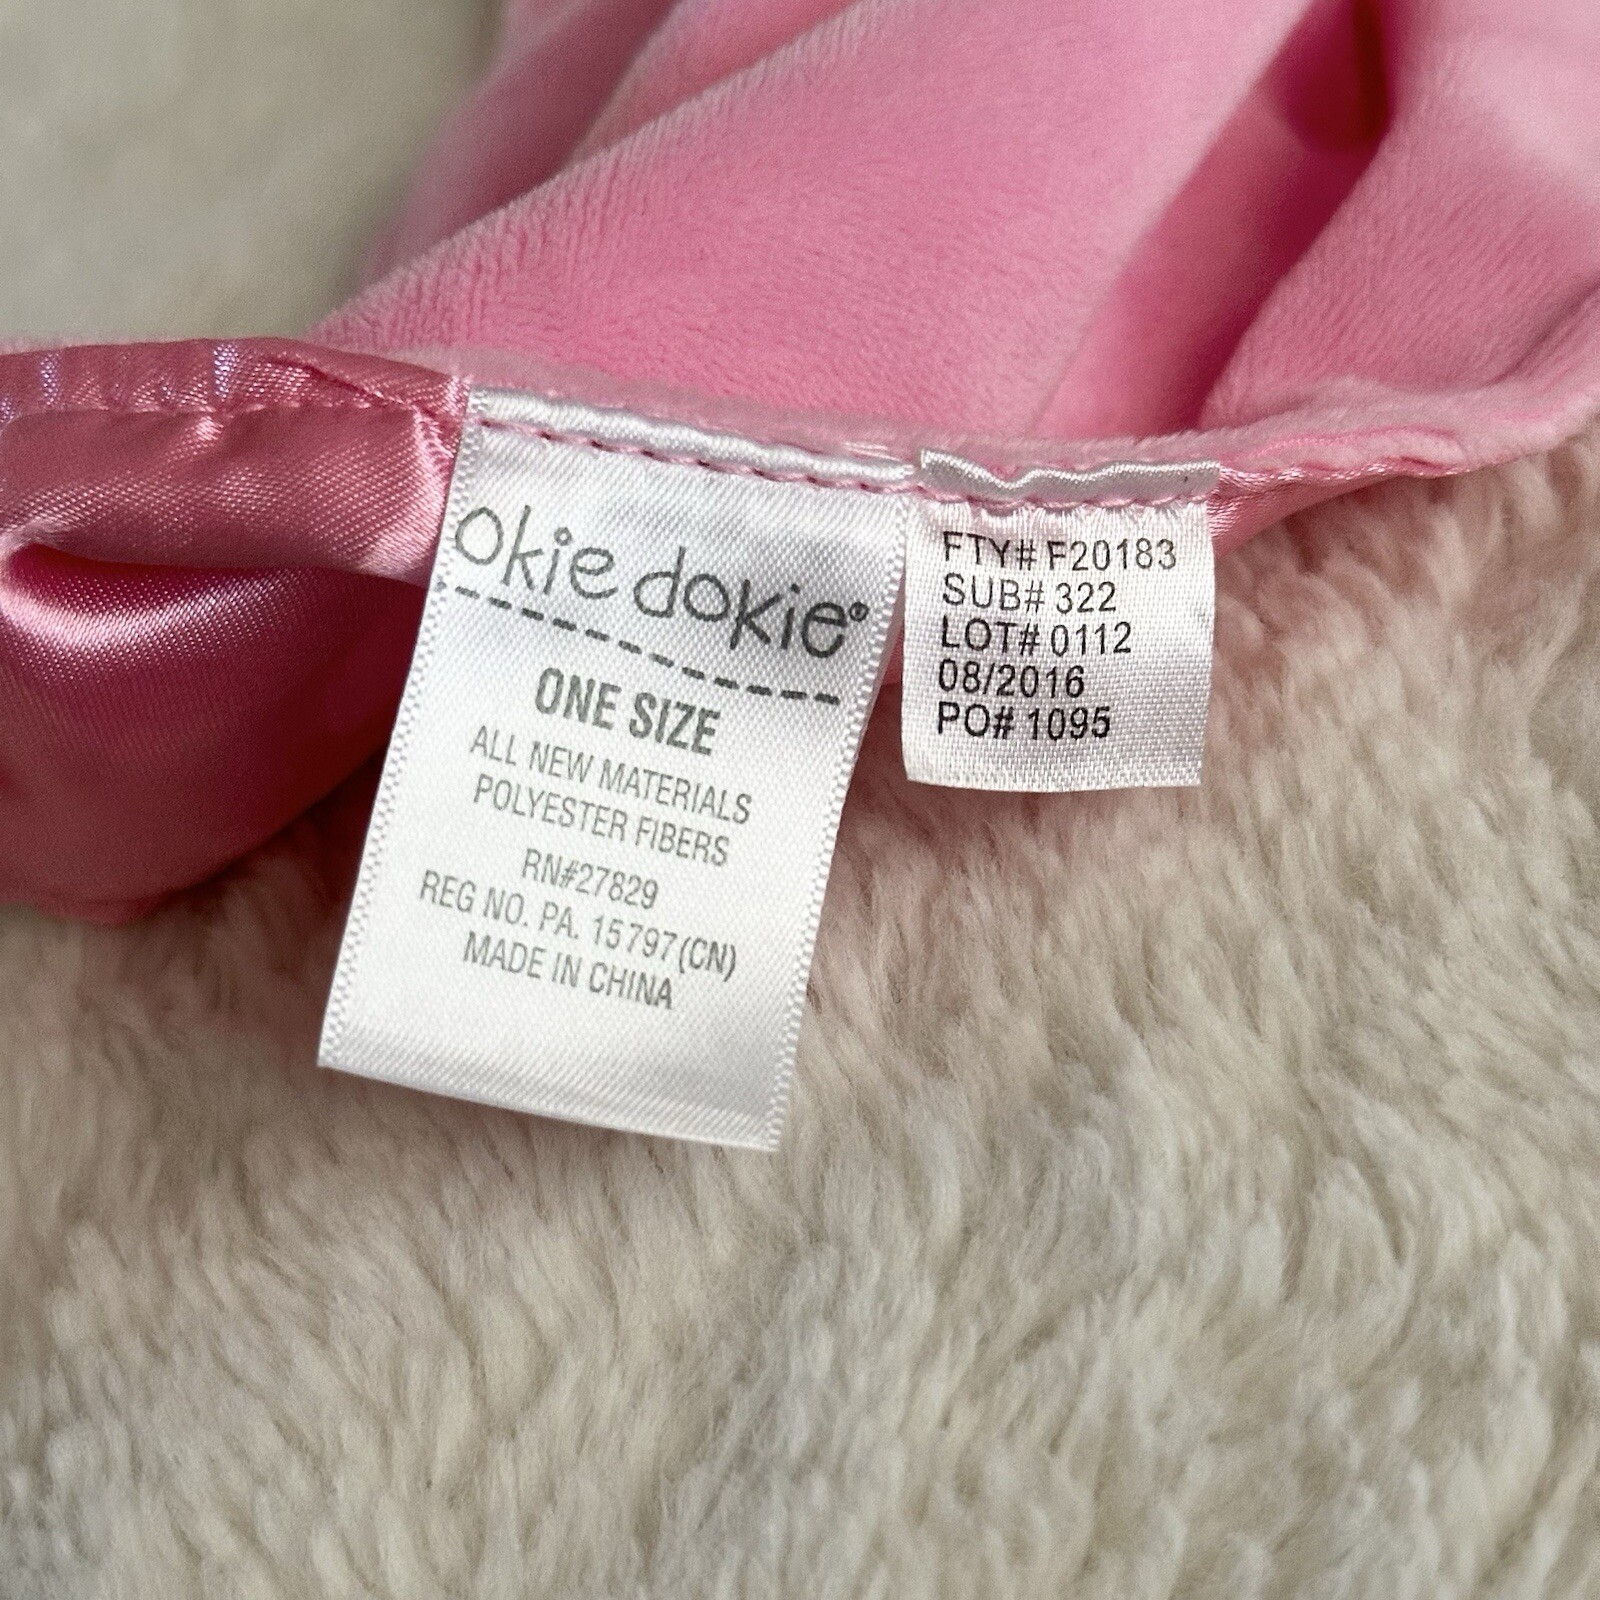 okie dokie®
ONE SIZE
ALL NEW MATERIALS
POLYESTER FIBERS
RN#27829
REG NO. PA. 15797(CN)
MADE IN CHINA
FTY# F20183
SUB# 322
LOT# 0112
08/2016
PO# 1095